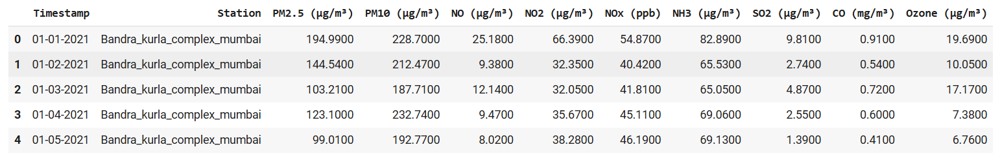 Timestamp Station PM2.5 (µg/m³) PM10 (µg/m³) NO (µg/m³) NO2 (µg/m³) NOx (ppb) NH3 (µg/m³) SO2 (µg/m³) CO (mg/m³) Ozone (µg/m³)
0 01-01-2021 Bandra_kurla_complex_mumbai 194.9900 228.7000 25.1800 66.3900 54.8700 82.8900 9.8100 0.9100 19.6900
1 01-02-2021 Bandra_kurla_complex_mumbai 144.5400 212.4700 9.3800 32.3500 40.4200 65.5300 2.7400 0.5400 10.0500
2 01-03-2021 Bandra_kurla_complex_mumbai 103.2100 187.7100 12.1400 32.0500 41.8100 65.0500 4.8700 0.7200 17.1700
3 01-04-2021 Bandra_kurla_complex_mumbai 123.1000 232.7400 9.4700 35.6700 45.1100 69.0600 2.5500 0.6000 7.3800
4 01-05-2021 Bandra_kurla_complex_mumbai 99.0100 192.7700 8.0200 38.2800 46.1900 69.1300 1.3900 0.4100 6.7600